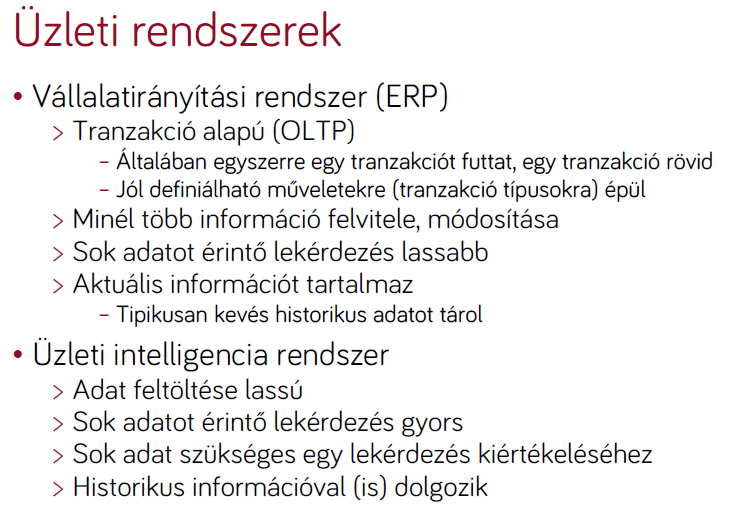 Üzleti rendszerek
• Vállalatirányítási rendszer (ERP)
> Tranzakció alapú (OLTP)
– Általában egyszerre egy tranzakciót futtat, egy tranzakció rövid
– Jól definiálható műveletekre (tranzakció típusokra) épül
> Minél több információ felvitele, módosítása
> Sok adatot érintő lekérdezés lassabb
> Aktuális információt tartalmaz
– Tipikusan kevés historikus adatot tárol
• Üzleti intelligencia rendszer
> Adat feltöltése lassú
> Sok adatot érintő lekérdezés gyors
> Sok adat szükséges egy lekérdezés kiértékeléséhez
> Historikus információval (is) dolgozik